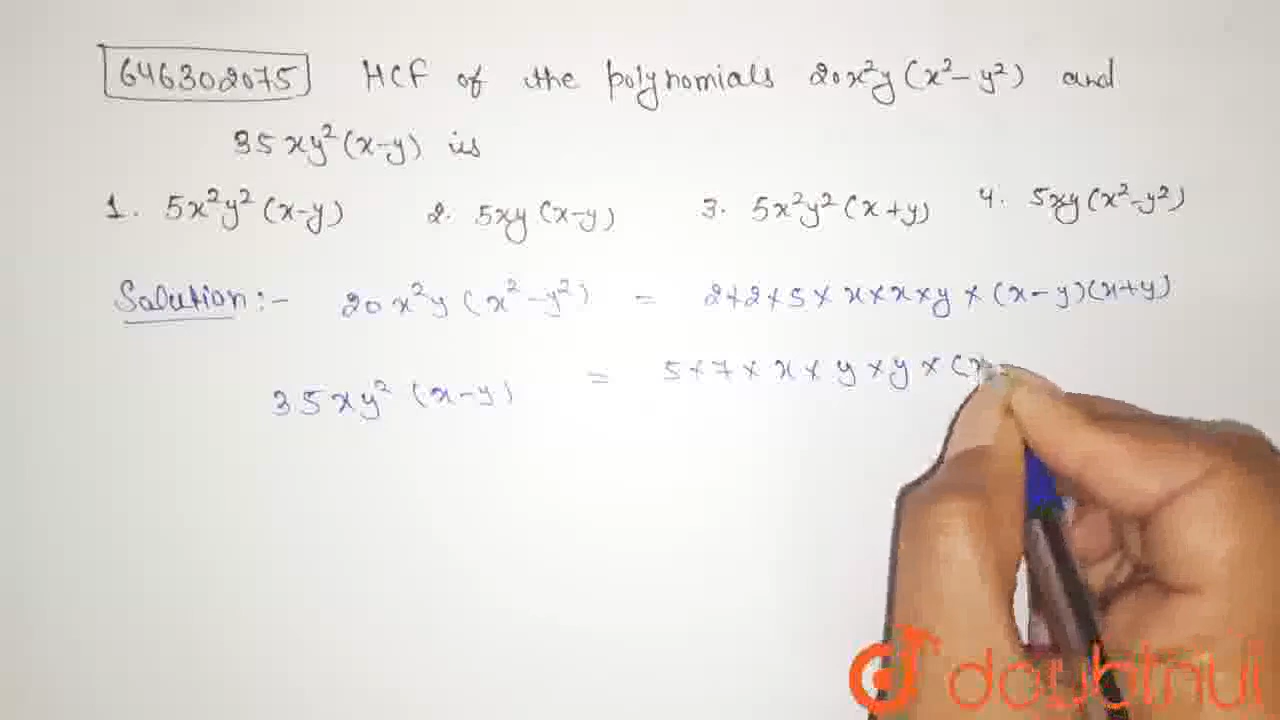 646302075 HCF of the polynomials 20x²y(x²-y²) and
35xy²(x-y) is
1. 5x²y²(x-y) 2. 5xy(x-y) 3. 5x²y²(x+y) 4. 5xy(x²-y²)
Solution:- 20x²y(x²-y²) = 2×2×5×x×x×y×(x-y)(x+y)
35xy²(x-y) = 5×7×x×y×y×(x
doubtnut